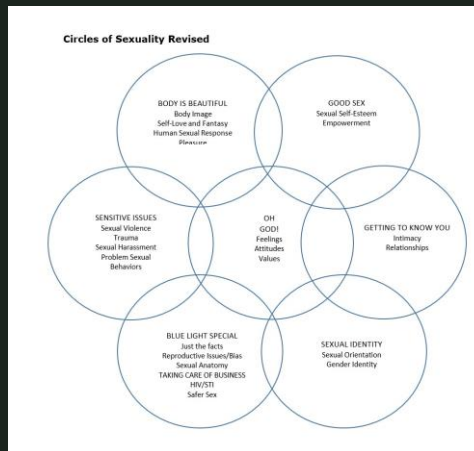 Circles of Sexuality Revised
BODY IS BEAUTIFUL
Body Image
Self-Love and Fantasy
Human Sexual Response
Pleasure
GOOD SEX
Sexual Self-Esteem
Empowerment
SENSITIVE ISSUES
Sexual Violence
Trauma
Sexual Harassment
Problem Sexual
Behaviors
OH
GOD!
Feelings
Attitudes
Values
GETTING TO KNOW YOU
Intimacy
Relationships
BLUE LIGHT SPECIAL
Just the facts
Reproductive Issues/Bias
Sexual Anatomy
TAKING CARE OF BUSINESS
HIV/STI
Safer Sex
SEXUAL IDENTITY
Sexual Orientation
Gender Identity